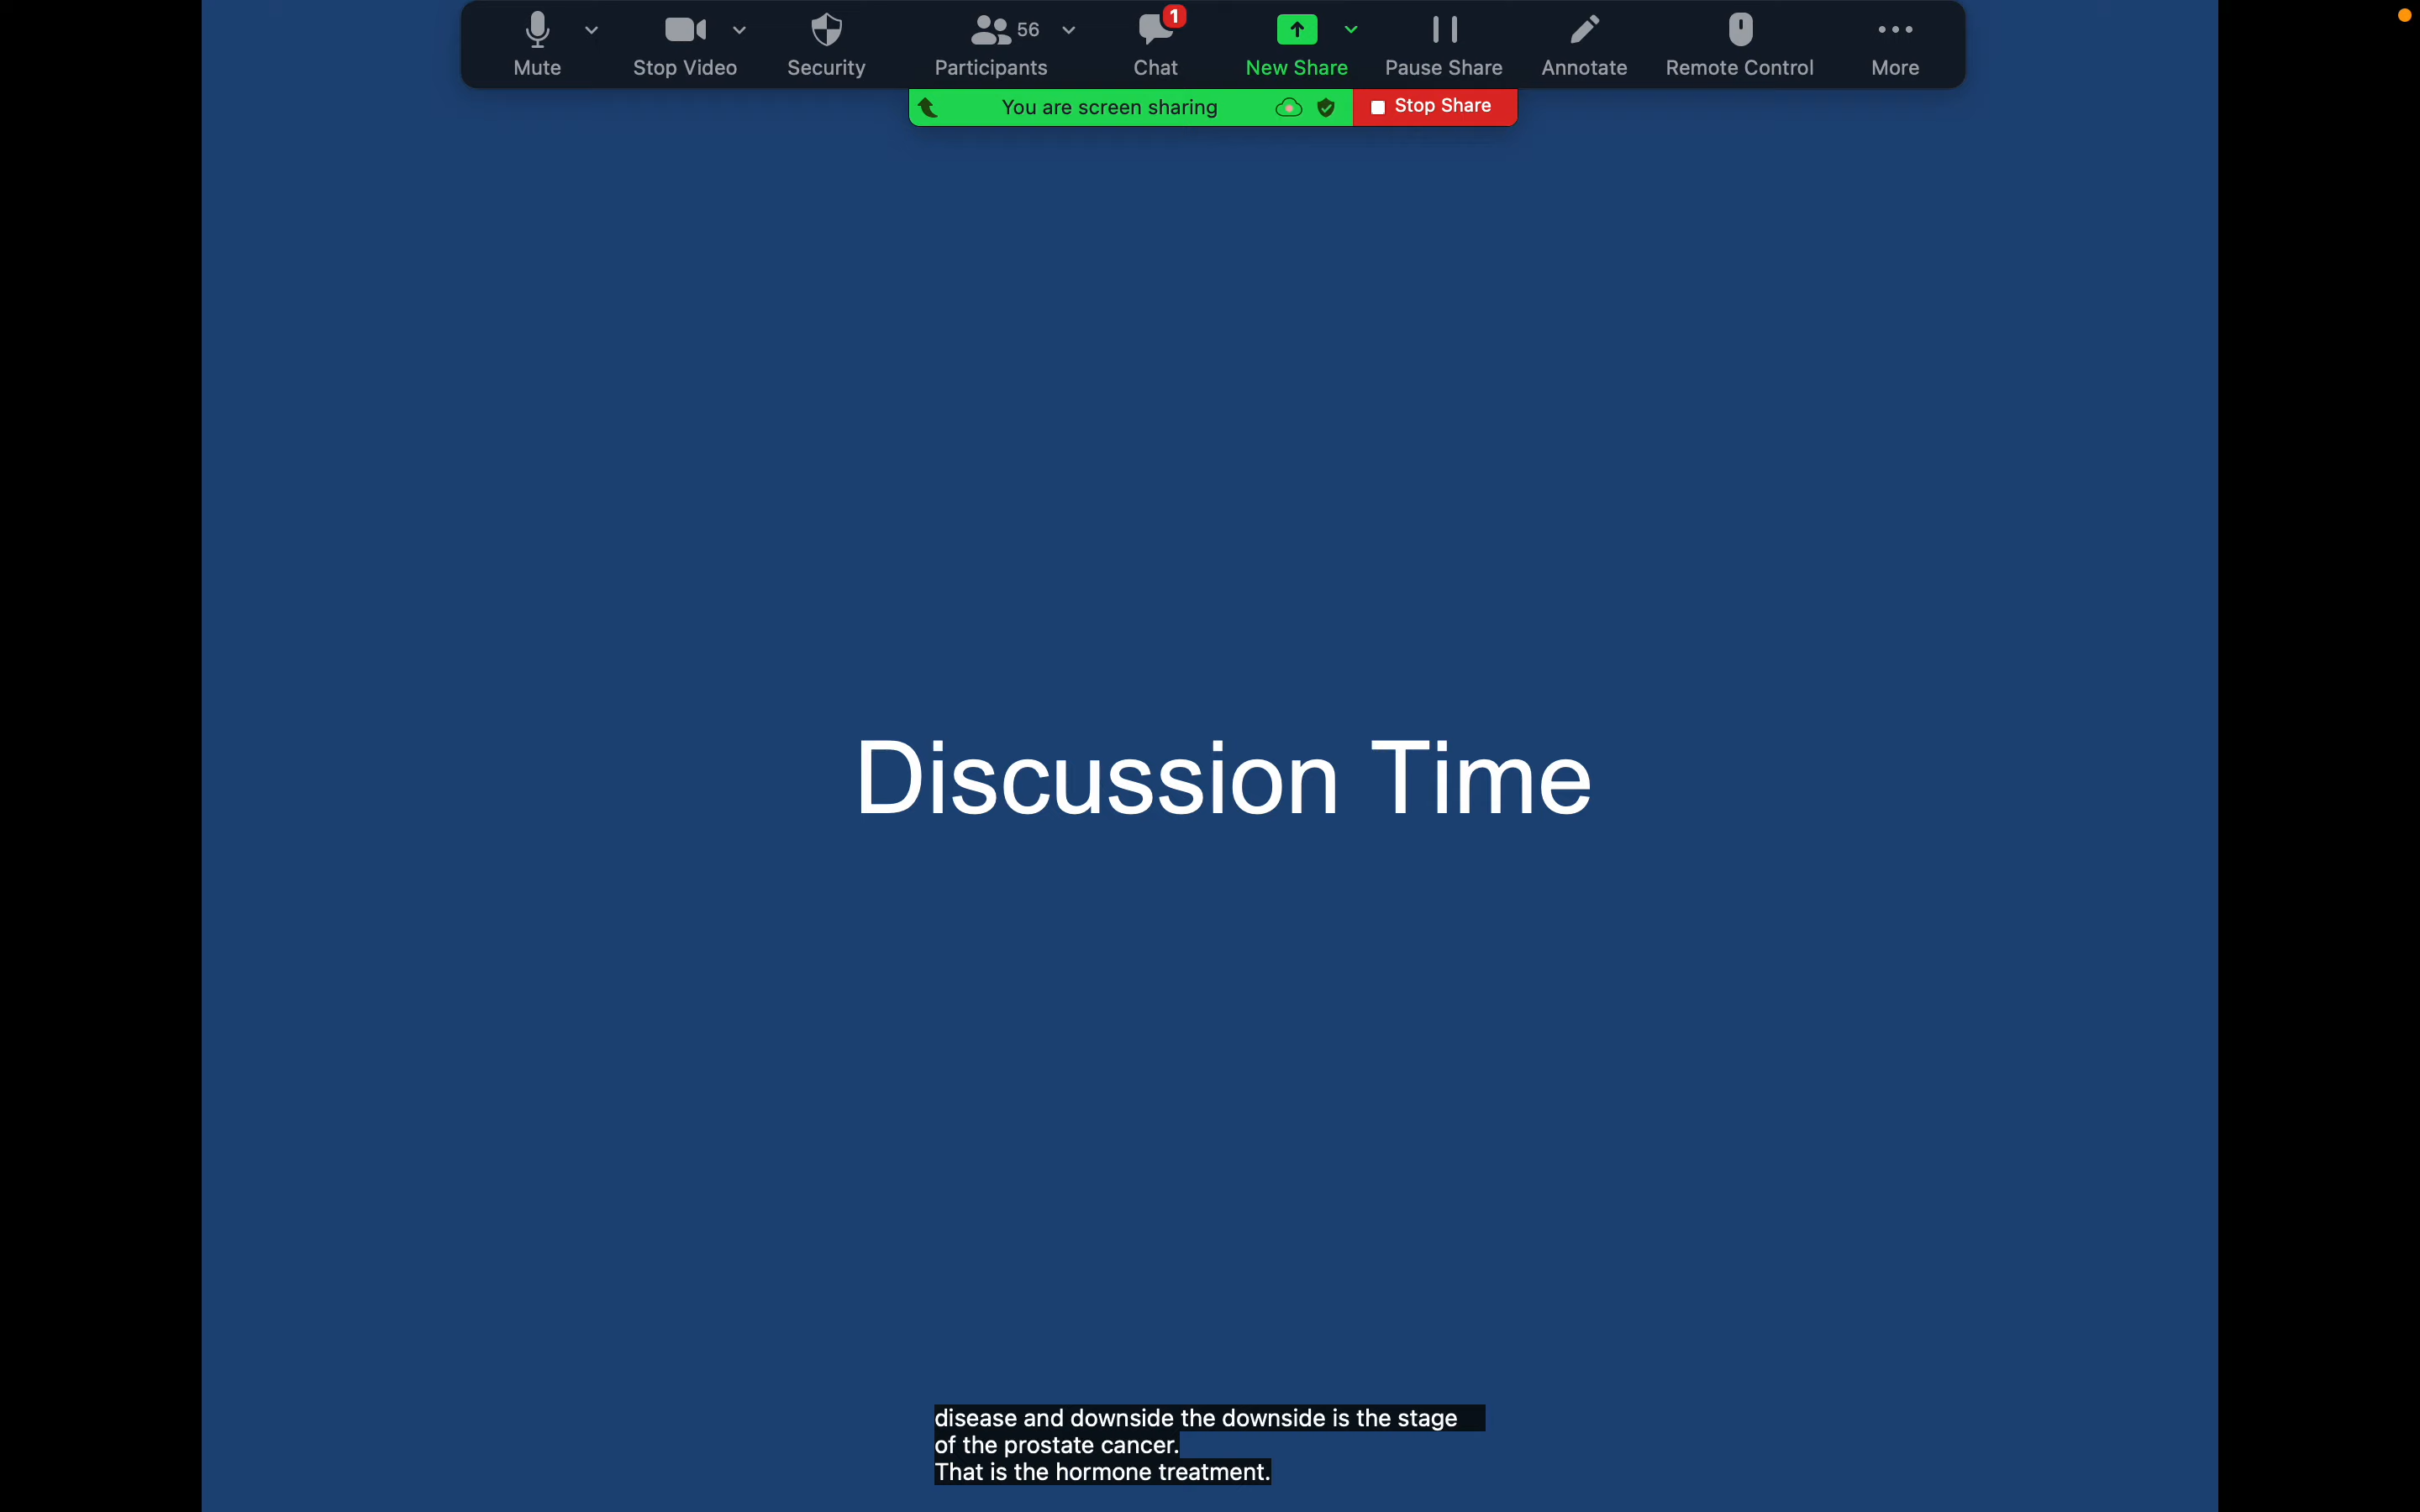 1
56
Mute
Stop Video
Security
Participants
Chat
New Share
Pause Share
Annotate
Remote Control
More
You are screen sharing
Stop Share
Discussion Time
disease and downside the downside is the stage
of the prostate cancer.
That is the hormone treatment.